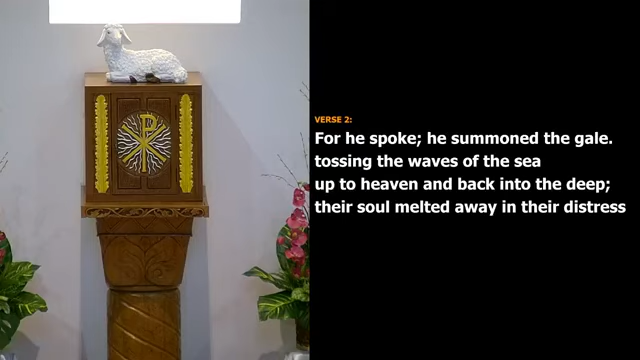 VERSE 2:
For he spoke; he summoned the gale.
tossing the waves of the sea
up to heaven and back into the deep;
their soul melted away in their distress